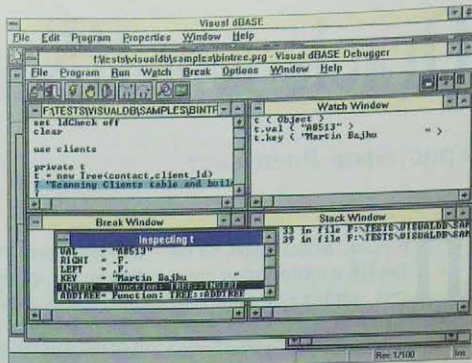 Visual dBASE
File Edit Program Properties Window Help
f:\tests\visualdb\samples\bintree.prg - Visual dBASE Debugger
File Program Run Watch Break Options Window Help
F:\TESTS\VISUALDB\SAMPLES\BINTR
set ldCheck off
clear
use clients
private t
t = new Tree(contact,client_Id)
? "Scanning Clients table and buil
?
Watch Window
t ( Object )
t.val ( "A8513" )
t.key ( "Martin Bajhu " )
Break Window
Inspecting t
VAL = "A8513"
RIGHT = .F.
LEFT = .F.
KEY = "Martin Bajhu
INSERT = Function: TREE::INSERT
ADDTREE= Function: TREE::ADDTREE
Stack Window
33 in file F:\TESTS\VISUALDB\SAM
39 in file F:\TESTS\VISUALDB\SAM
Rec 1/100
Ins